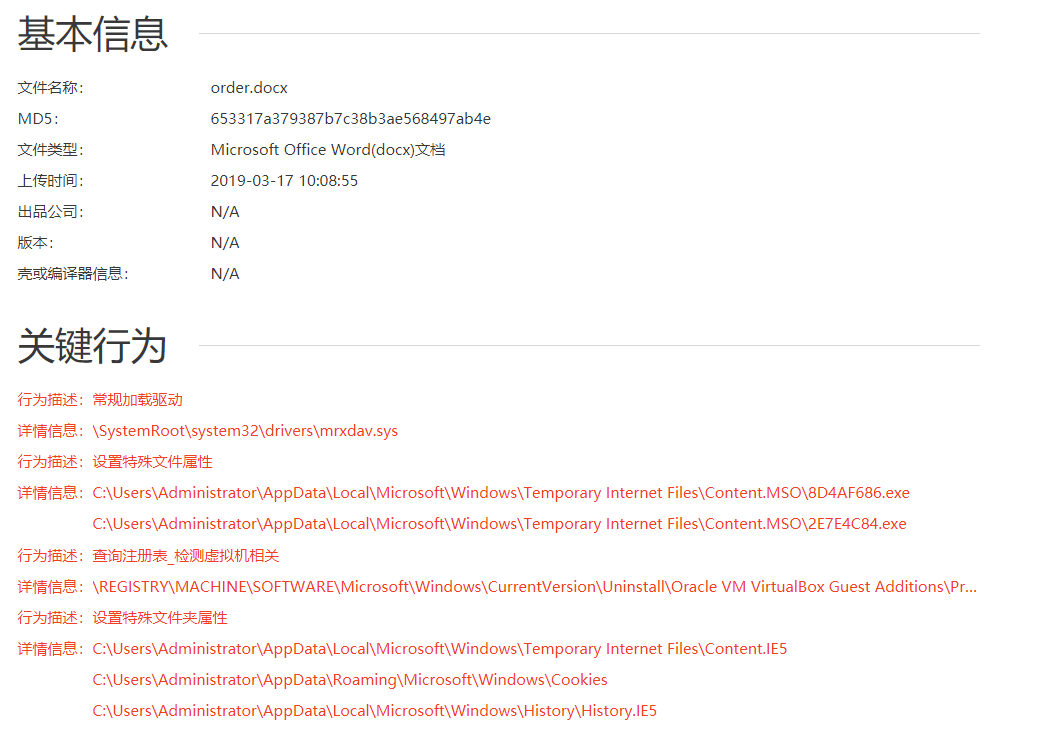 基本信息
文件名称: order.docx
MD5: 653317a379387b7c38b3ae568497ab4e
文件类型: Microsoft Office Word(docx)文档
上传时间: 2019-03-17 10:08:55
出品公司: N/A
版本: N/A
壳或编译器信息: N/A
关键行为
行为描述: 常规加载驱动
详情信息: \SystemRoot\system32\drivers\mrxdav.sys
行为描述: 设置特殊文件属性
详情信息: C:\Users\Administrator\AppData\Local\Microsoft\Windows\Temporary Internet Files\Content.MSO\8D4AF686.exe
C:\Users\Administrator\AppData\Local\Microsoft\Windows\Temporary Internet Files\Content.MSO\2E7E4C84.exe
行为描述: 查询注册表_检测虚拟机相关
详情信息: \REGISTRY\MACHINE\SOFTWARE\Microsoft\Windows\CurrentVersion\Uninstall\Oracle VM VirtualBox Guest Additions\Pr...
行为描述: 设置特殊文件夹属性
详情信息: C:\Users\Administrator\AppData\Local\Microsoft\Windows\Temporary Internet Files\Content.IE5
C:\Users\Administrator\AppData\Roaming\Microsoft\Windows\Cookies
C:\Users\Administrator\AppData\Local\Microsoft\Windows\History\History.IE5